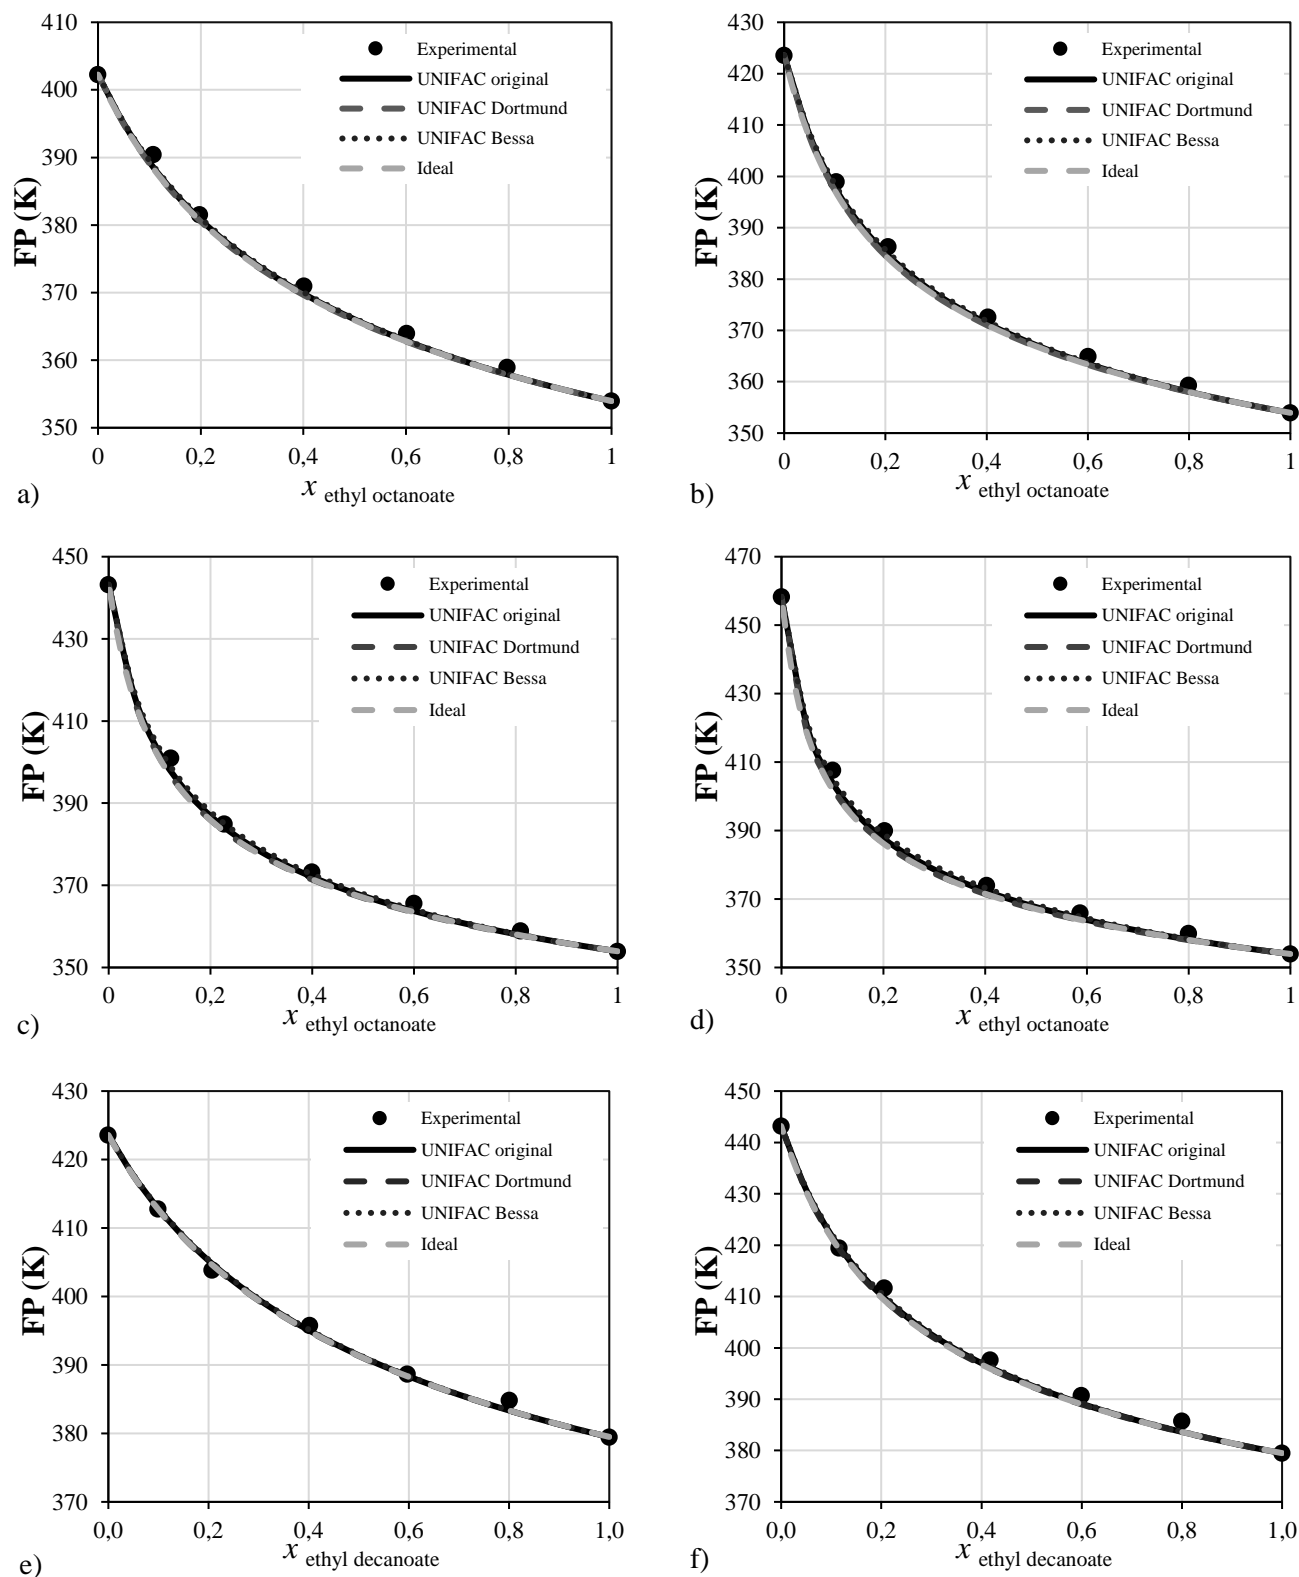 410
400
390
380
370
360
350
FP (K)
0
0,2
0,4
0,6
0,8
1
x ethyl octanoate
Experimental
UNIFAC original
UNIFAC Dortmund
UNIFAC Bessa
Ideal
a)
430
420
410
400
390
380
370
360
350
FP (K)
0
0,2
0,4
0,6
0,8
1
x ethyl octanoate
Experimental
UNIFAC original
UNIFAC Dortmund
UNIFAC Bessa
Ideal
b)
450
430
410
390
370
350
FP (K)
0
0,2
0,4
0,6
0,8
1
x ethyl octanoate
Experimental
UNIFAC original
UNIFAC Dortmund
UNIFAC Bessa
Ideal
c)
470
450
430
410
390
370
350
FP (K)
0
0,2
0,4
0,6
0,8
1
x ethyl octanoate
Experimental
UNIFAC original
UNIFAC Dortmund
UNIFAC Bessa
Ideal
d)
430
420
410
400
390
380
370
FP (K)
0,0
0,2
0,4
0,6
0,8
1,0
x ethyl decanoate
Experimental
UNIFAC original
UNIFAC Dortmund
UNIFAC Bessa
Ideal
e)
450
440
430
420
410
400
390
380
370
FP (K)
0,0
0,2
0,4
0,6
0,8
1,0
x ethyl decanoate
Experimental
UNIFAC original
UNIFAC Dortmund
UNIFAC Bessa
Ideal
f)